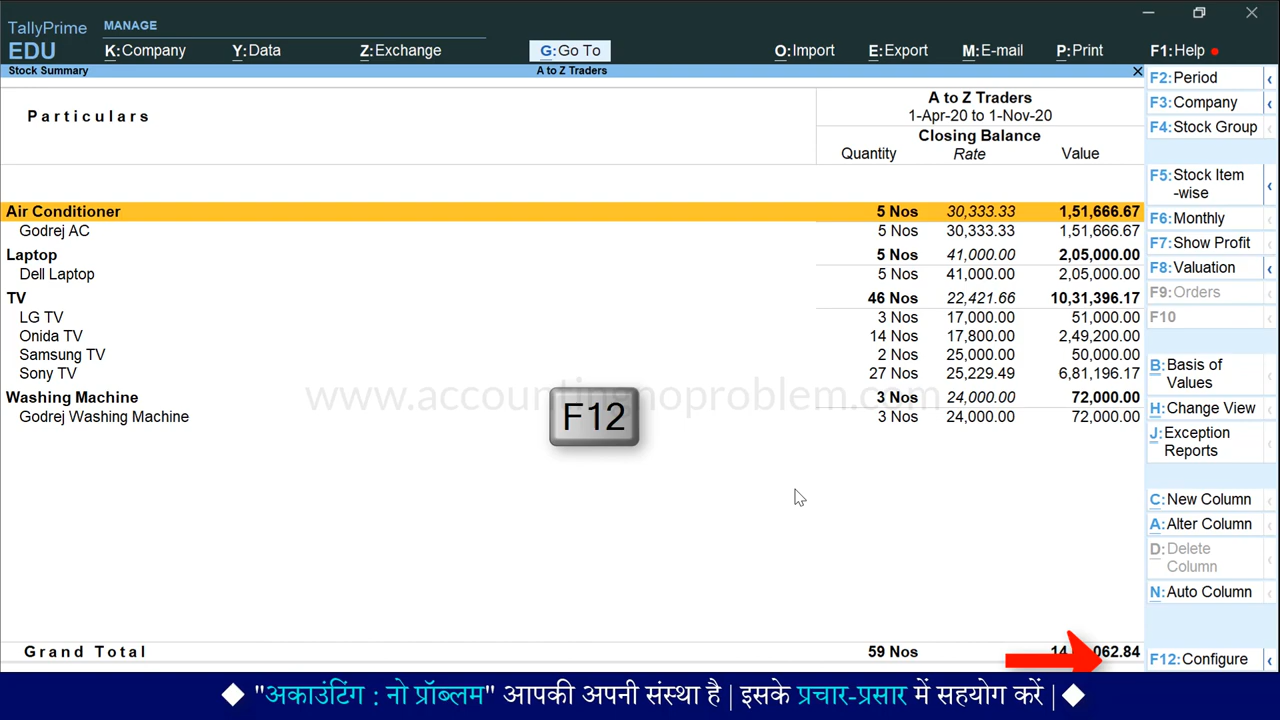 TallyPrime MANAGE
EDU K:Company Y:Data Z:Exchange G:Go To O:Import E:Export M:E-mail P:Print F1:Help
Stock Summary A to Z Traders
Particulars
A to Z Traders
1-Apr-20 to 1-Nov-20
Closing Balance
Quantity Rate Value
Air Conditioner 5 Nos 30,333.33 1,51,666.67
Godrej AC 5 Nos 30,333.33 1,51,666.67
Laptop 5 Nos 41,000.00 2,05,000.00
Dell Laptop 5 Nos 41,000.00 2,05,000.00
TV 46 Nos 22,421.66 10,31,396.17
LG TV 3 Nos 17,000.00 51,000.00
Onida TV 14 Nos 17,800.00 2,49,200.00
Samsung TV 2 Nos 25,000.00 50,000.00
Sony TV 27 Nos 25,229.49 6,81,196.17
Washing Machine 3 Nos 24,000.00 72,000.00
Godrej Washing Machine 3 Nos 24,000.00 72,000.00
F12
Grand Total 59 Nos
F2:Period
F3:Company
F4:Stock Group
F5:Stock Item
-wise
F6:Monthly
F7:Show Profit
F8:Valuation
F9:Orders
F10
B:Basis of
Values
H:Change View
J:Exception
Reports
C:New Column
A:Alter Column
D:Delete
Column
N:Auto Column
F12:Configure
"अकाउंटिंग : नो प्रॉब्लम" आपकी अपनी संस्था है | इसके प्रचार-प्रसार में सहयोग करें |